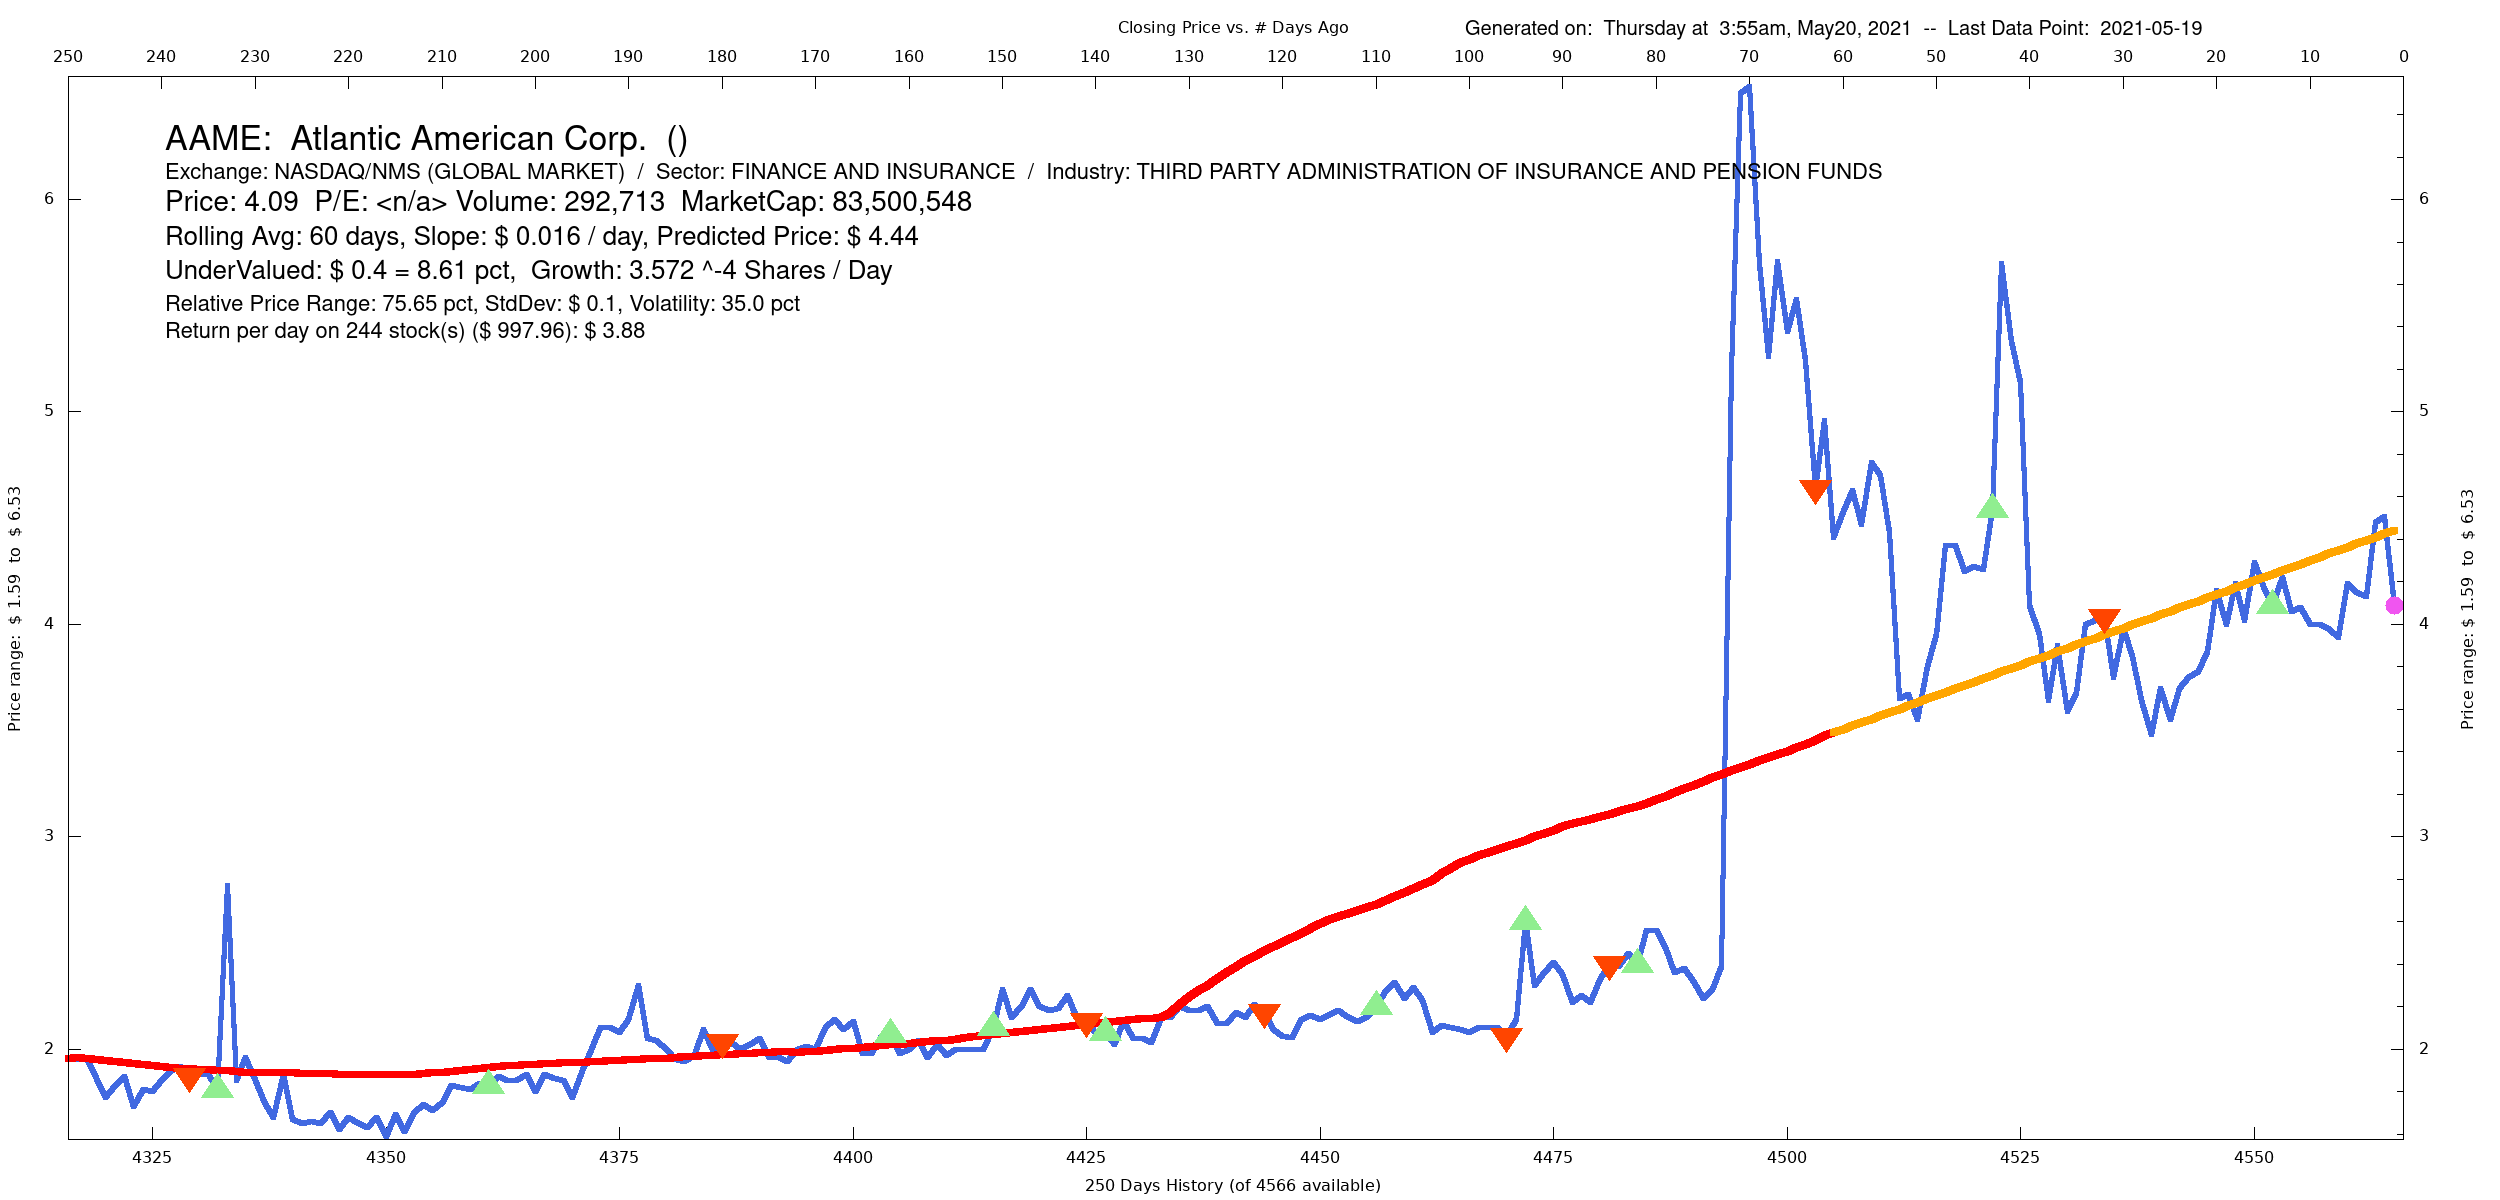 Closing Price vs. # Days Ago
Generated on:  Thursday at  3:55am, May20, 2021  --  Last Data Point:  2021-05-19
250 240 230 220 210 200 190 180 170 160 150 140 130 120 110 100 90 80 70 60 50 40 30 20 10 0
AAME:  Atlantic American Corp.  ()
Exchange: NASDAQ/NMS (GLOBAL MARKET)  /  Sector: FINANCE AND INSURANCE  /  Industry: THIRD PARTY ADMINISTRATION OF INSURANCE AND PENSION FUNDS
Price: 4.09  P/E: <n/a> Volume: 292,713  MarketCap: 83,500,548
Rolling Avg: 60 days, Slope: $ 0.016 / day, Predicted Price: $ 4.44
UnderValued: $ 0.4 = 8.61 pct,  Growth: 3.572 ^-4 Shares / Day
Relative Price Range: 75.65 pct, StdDev: $ 0.1, Volatility: 35.0 pct
Return per day on 244 stock(s) ($ 997.96): $ 3.88
6 6
5 5
4 4
3 3
2 2
Price range:  $ 1.59  to  $ 6.53
Price range: $ 1.59  to  $ 6.53
4325 4350 4375 4400 4425 4450 4475 4500 4525 4550
250 Days History (of 4566 available)